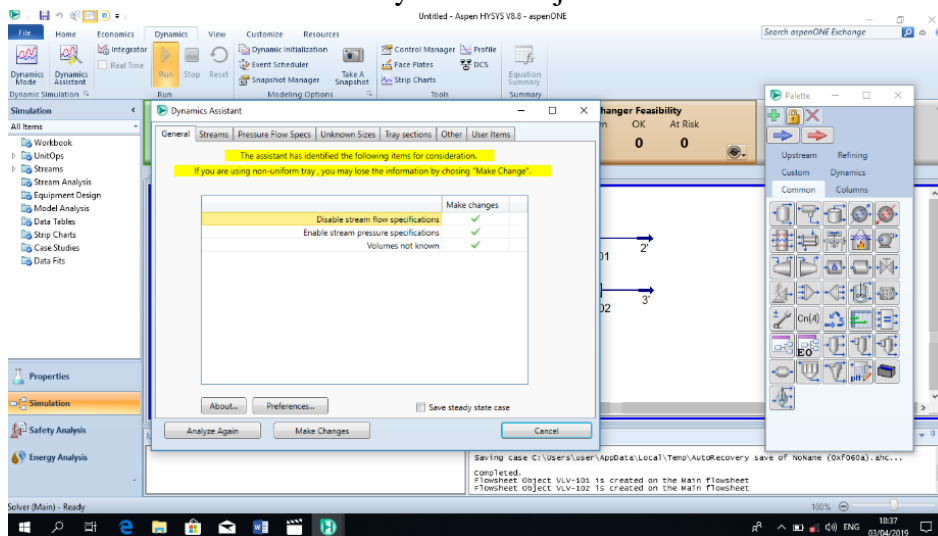 Untitled - Aspen HYSYS V8.8 - aspenONE
File Home Economics Dynamics View Customize Resources
Search aspenONE Exchange
Dynamics Mode
Dynamics Assistant
Integrator
Real Time
Dynamic Simulation
Run Stop Reset
Run
Dynamic Initialization
Event Scheduler
Snapshot Manager
Take A Snapshot
Modeling Options
Control Manager Profile
Face Plates DCS
Strip Charts
Tools
Equation Summary
Summary
Simulation
All Items
Workbook
UnitOps
Streams
Stream Analysis
Equipment Design
Model Analysis
Data Tables
Strip Charts
Case Studies
Data Fits
Properties
Simulation
Safety Analysis
Energy Analysis
Dynamics Assistant
General Streams Pressure Flow Specs Unknown Sizes Tray sections Other User Items
The assistant has identified the following items for consideration.
If you are using non-uniform tray , you may lose the information by chosing "Make Change".
Make changes
Disable stream flow specifications
Enable stream pressure specifications
Volumes not known
About... Preferences... Save steady state case
Analyze Again Make Changes Cancel
hanger Feasibility
OK At Risk
0 0
2'
01
3'
02
Palette
Upstream Refining
Custom Dynamics
Common Columns
Cn(A)
EO
pH
Saving case C:\Users\user\AppData\Local\Temp\AutoRecovery save of NoName (0xf060a).ahc...
Completed.
Flowsheet Object VLV-101 is created on the Main flowsheet
Flowsheet Object VLV-102 is created on the Main flowsheet
Solver (Main) - Ready
100%
ENG
18:37
03/04/2019